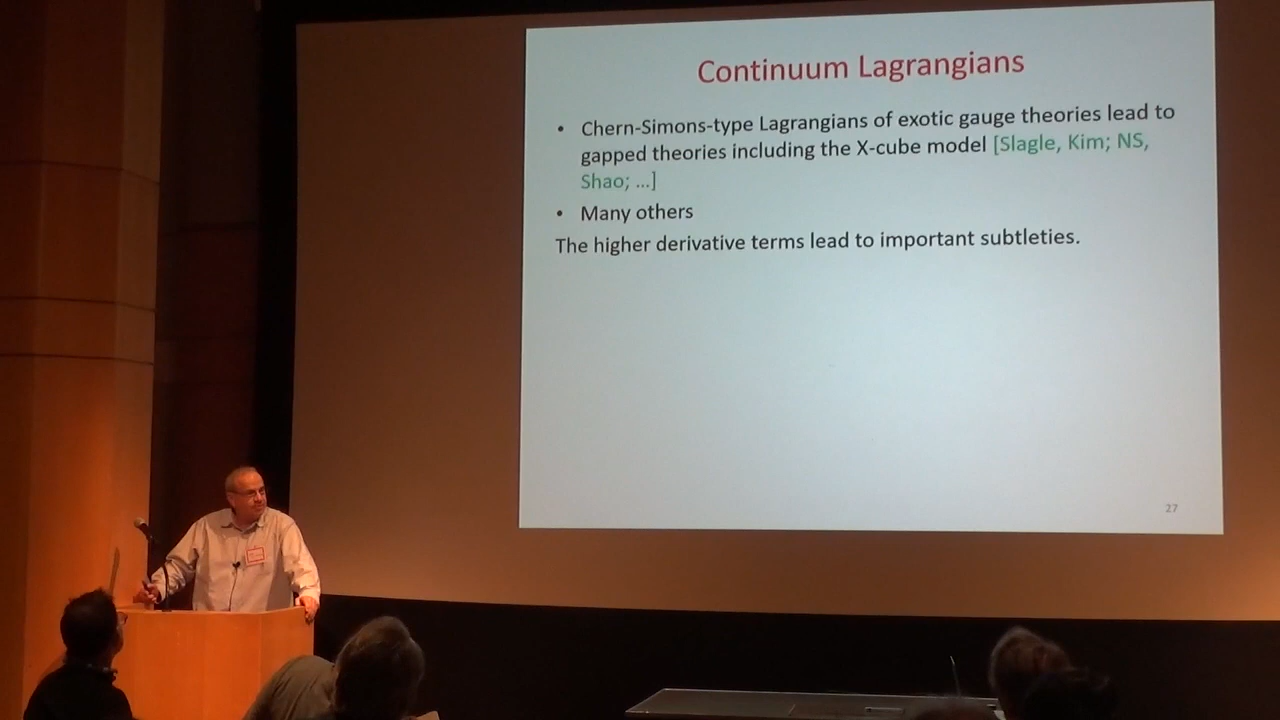 Continuum Lagrangians
• Chern-Simons-type Lagrangians of exotic gauge theories lead to
gapped theories including the X-cube model [Slagle, Kim; NS,
Shao; ...]
• Many others
The higher derivative terms lead to important subtleties.
27